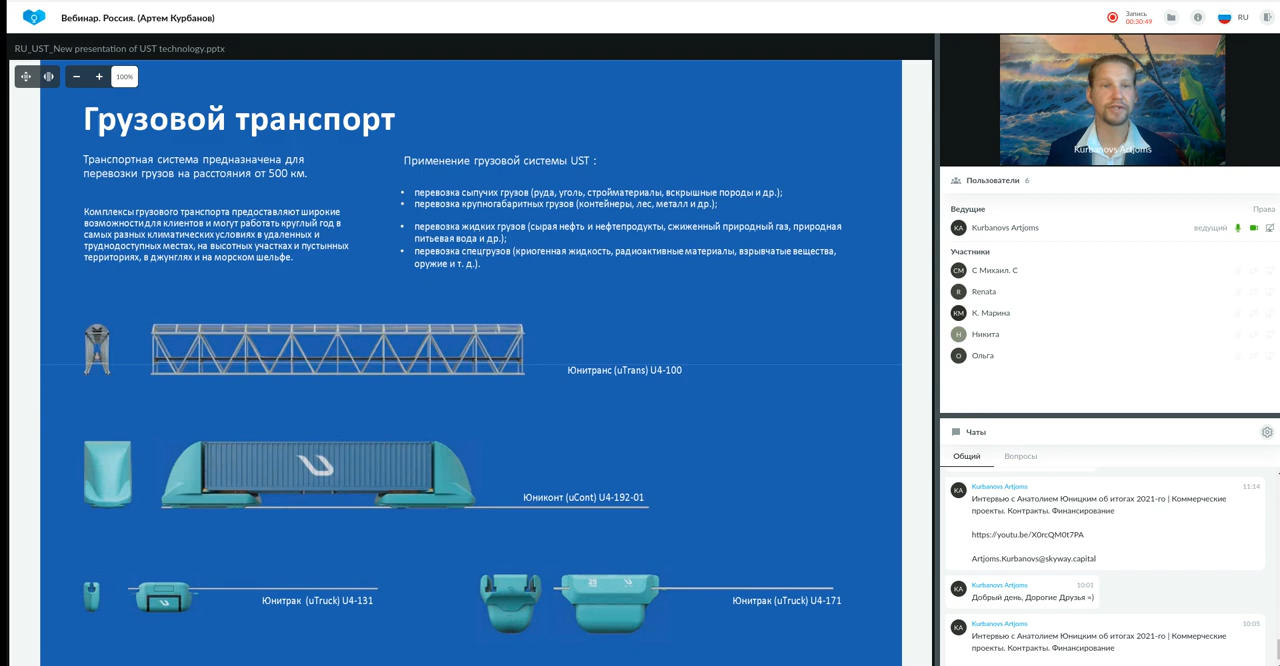 Вебинар. Россия. (Артем Курбанов)
Запись
00:30:49
RU
RU_UST_New presentation of UST technology.pptx
100%
Грузовой транспорт
Транспортная система предназначена для
перевозки грузов на расстояния от 500 км.
Комплексы грузового транспорта предоставляют широкие
возможности для клиентов и могут работать круглый год в
самых разных климатических условиях в удаленных и
труднодоступных местах, на высотных участках и пустынных
территориях, в джунглях и на морском шельфе.
Применение грузовой системы UST :
• перевозка сыпучих грузов (руда, уголь, стройматериалы, вскрышные породы и др.);
• перевозка крупногабаритных грузов (контейнеры, лес, металл и др.);
• перевозка жидких грузов (сырая нефть и нефтепродукты, сжиженный природный газ, природная
питьевая вода и др.);
• перевозка спецгрузов (криогенная жидкость, радиоактивные материалы, взрывчатые вещества,
оружие и т. д.).
Юнитранс (uTrans) U4-100
Юниконт (uCont) U4-192-01
Юнитрак (uTruck) U4-131
Юнитрак (uTruck) U4-171
Kurbanovs Artjoms
Пользователи 6
Ведущие
Права
KA
Kurbanovs Artjoms
ведущий
Участники
СМ
С Михаил. С
R
Renata
КМ
К. Марина
Н
Никита
О
Ольга
Чаты
Общий
Вопросы
KA
Kurbanovs Artjoms
11:14
Интервью с Анатолием Юницким об итогах 2021-го | Коммерческие
проекты. Контракты. Финансирование
https://youtu.be/X0rcQM0t7PA
Artjoms.Kurbanovs@skyway.capital
KA
Kurbanovs Artjoms
10:01
Добрый день, Дорогие Друзья =)
KA
Kurbanovs Artjoms
10:05
Интервью с Анатолием Юницким об итогах 2021-го | Коммерческие
проекты. Контракты. Финансирование